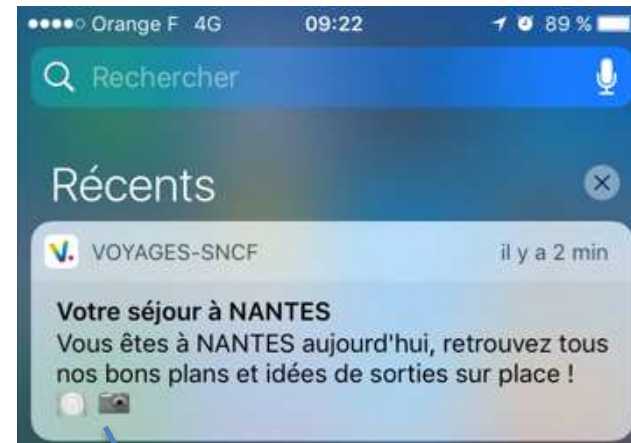 Orange F 4G 09:22 89 %
Rechercher
Récents
V. VOYAGES-SNCF il y a 2 min
Votre séjour à NANTES
Vous êtes à NANTES aujourd'hui, retrouvez tous
nos bons plans et idées de sorties sur place !